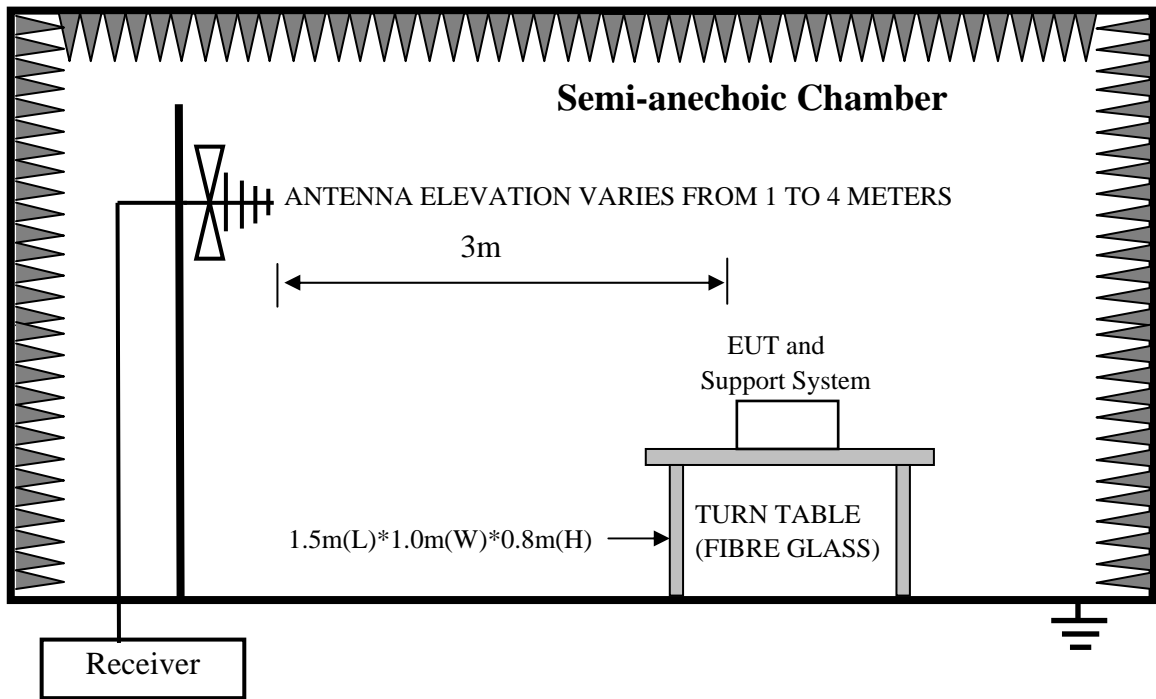 Semi-anechoic Chamber
ANTENNA ELEVATION VARIES FROM 1 TO 4 METERS
3m
EUT and
Support System
1.5m(L)*1.0m(W)*0.8m(H)
TURN TABLE
(FIBRE GLASS)
Receiver